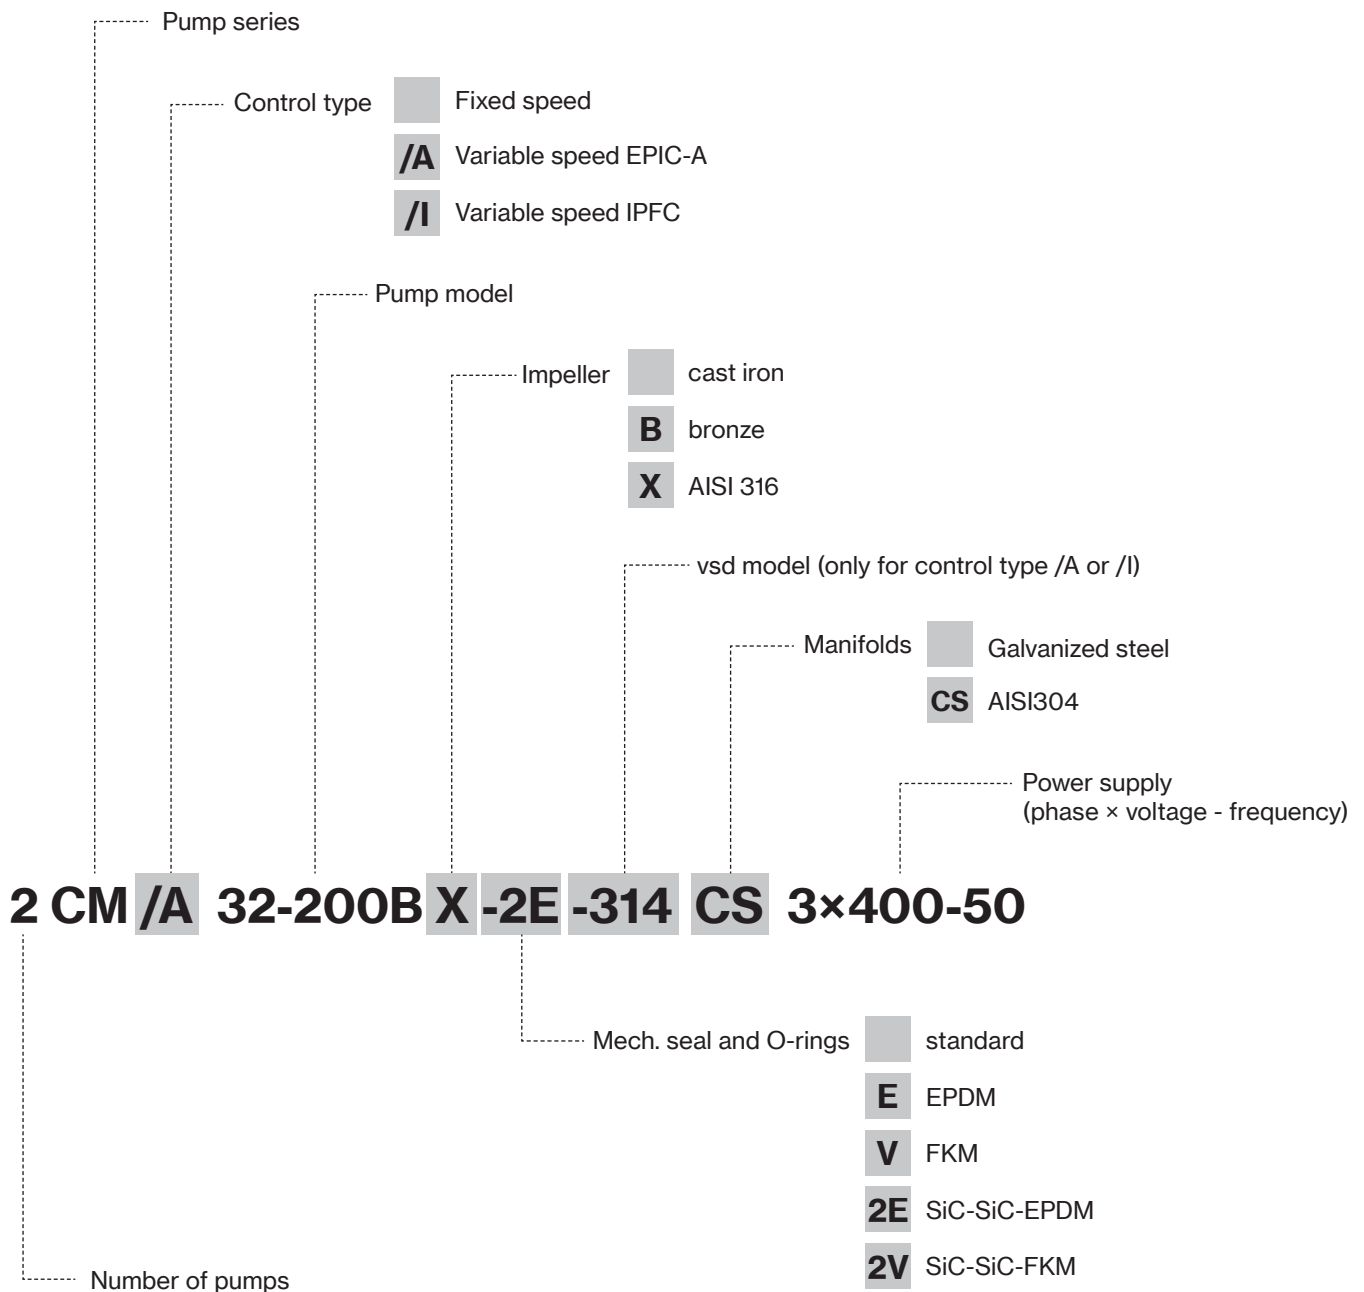 Pump series
Control type
Fixed speed
/A Variable speed EPIC-A
/I Variable speed IPFC
Pump model
Impeller
cast iron
B bronze
X AISI 316
vsd model (only for control type /A or /I)
Manifolds
Galvanized steel
CS AISI304
Power supply
(phase × voltage - frequency)
2 CM /A 32-200B X -2E -314 CS 3×400-50
Mech. seal and O-rings
standard
E EPDM
V FKM
2E SiC-SiC-EPDM
2V SiC-SiC-FKM
Number of pumps